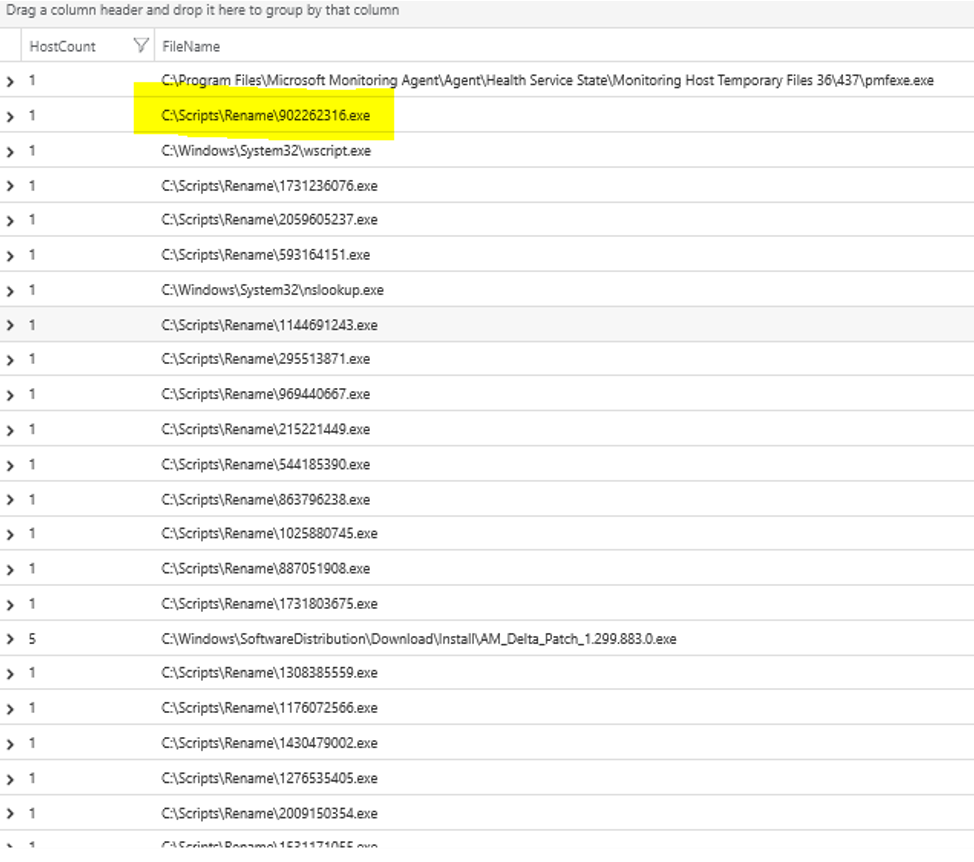 Drag a column header and drop it here to group by that column
HostCount FileName
1 C:\Program Files\Microsoft Monitoring Agent\Agent\Health Service State\Monitoring Host Temporary Files 36\437\pmfexe.exe
1 C:\Scripts\Rename\902262316.exe
1 C:\Windows\System32\wscript.exe
1 C:\Scripts\Rename\1731236076.exe
1 C:\Scripts\Rename\2059605237.exe
1 C:\Scripts\Rename\593164151.exe
1 C:\Windows\System32\nslookup.exe
1 C:\Scripts\Rename\1144691243.exe
1 C:\Scripts\Rename\295513871.exe
1 C:\Scripts\Rename\969440667.exe
1 C:\Scripts\Rename\215221449.exe
1 C:\Scripts\Rename\544185390.exe
1 C:\Scripts\Rename\863796238.exe
1 C:\Scripts\Rename\1025880745.exe
1 C:\Scripts\Rename\887051908.exe
1 C:\Scripts\Rename\1731803675.exe
5 C:\Windows\SoftwareDistribution\Download\Install\AM_Delta_Patch_1.299.883.0.exe
1 C:\Scripts\Rename\1308385559.exe
1 C:\Scripts\Rename\1176072566.exe
1 C:\Scripts\Rename\1430479002.exe
1 C:\Scripts\Rename\1276535405.exe
1 C:\Scripts\Rename\2009150354.exe
1